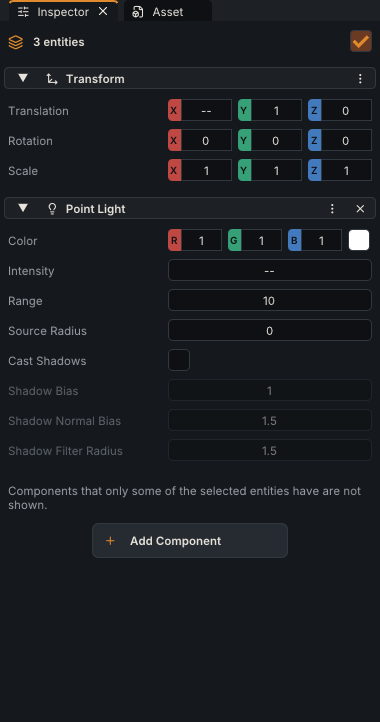 Inspector Asset
3 entities
Transform
Translation X -- Y 1 Z 0
Rotation X 0 Y 0 Z 0
Scale X 1 Y 1 Z 1
Point Light
Color R 1 G 1 B 1
Intensity --
Range 10
Source Radius 0
Cast Shadows
Shadow Bias 1
Shadow Normal Bias 1.5
Shadow Filter Radius 1.5
Components that only some of the selected entities have are not
shown.
+ Add Component